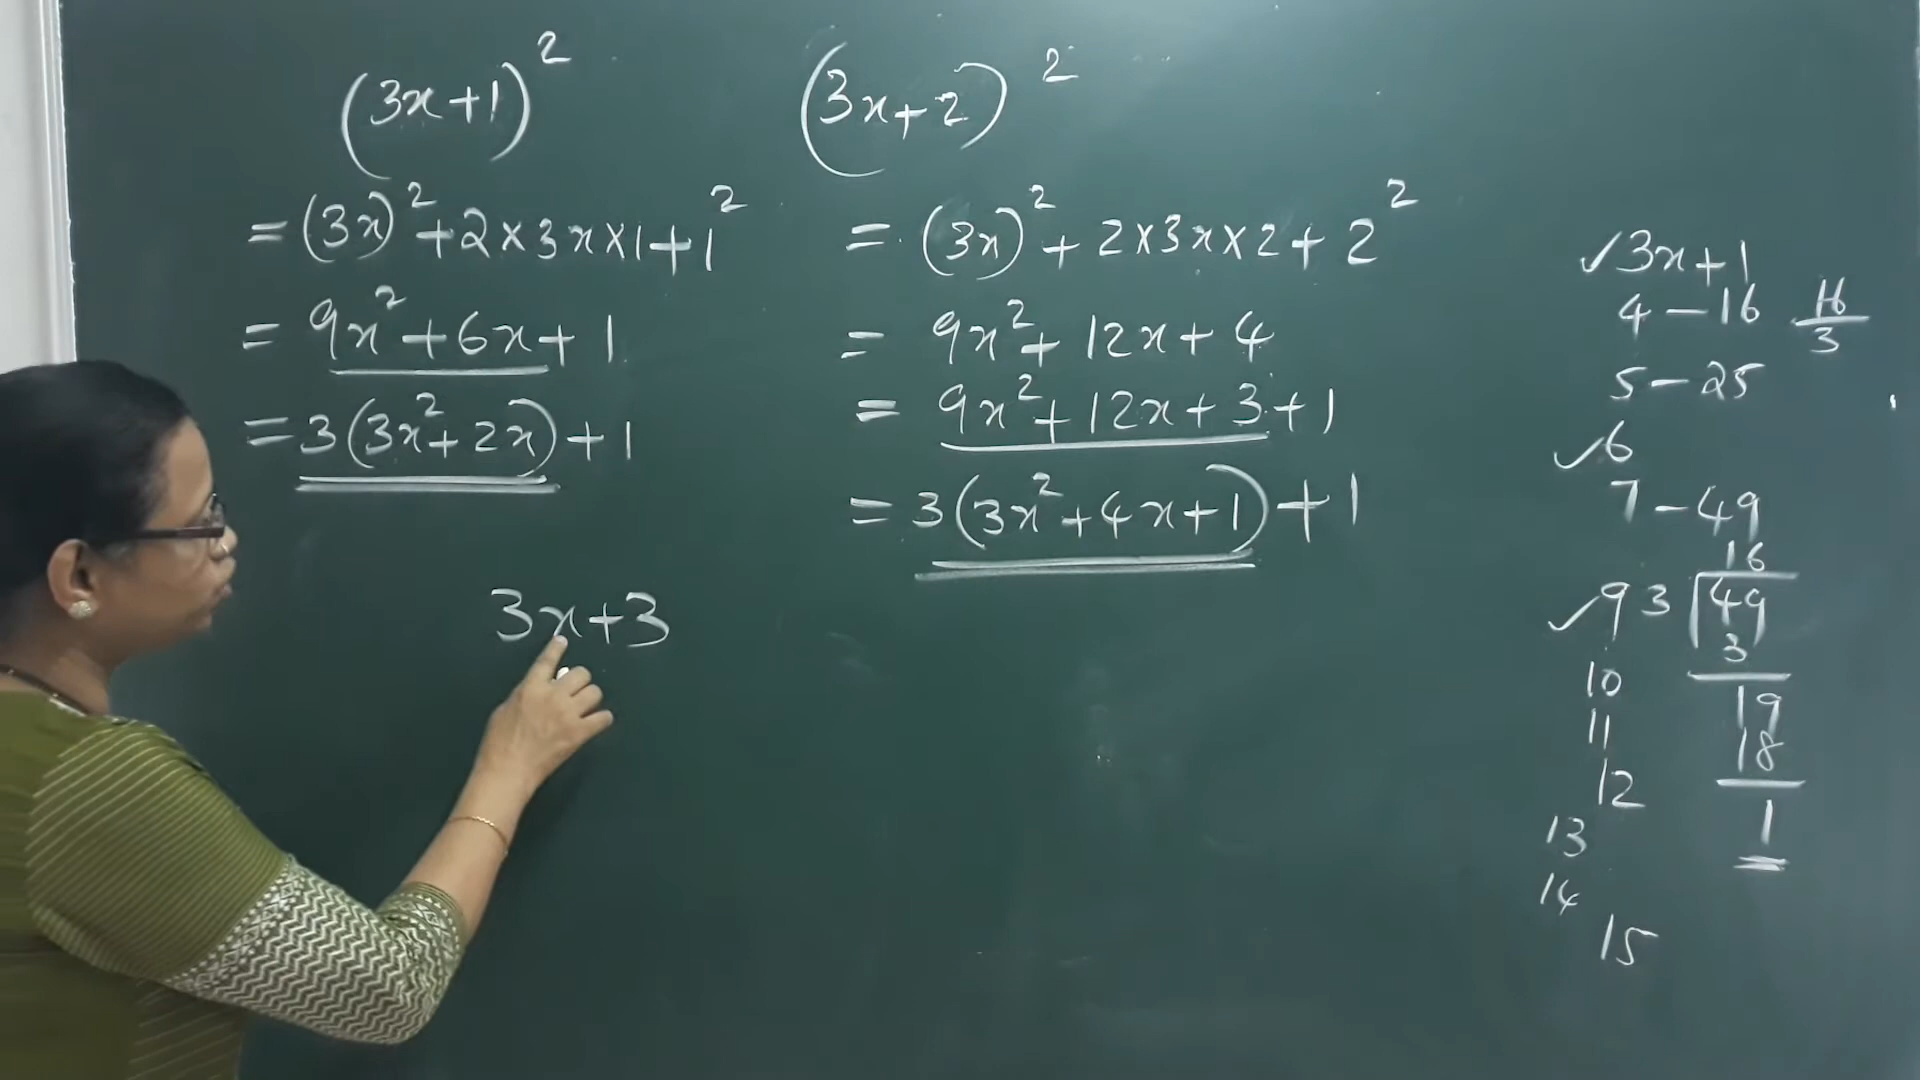 (3x+1)²
= (3x)²+2×3x×1+1²
= 9x²+6x+1
=3(3x²+2x)+1
(3x+2)²
= (3x)²+2×3x×2+2²
= 9x²+12x+4
= 9x²+12x+3+1
= 3(3x²+4x+1)+1
3x+3
✓3x+1
4-16
16/3
5-25
✓6
7-49
✓9
16
3 49
3
19
18
1
10
11
12
13
14
15